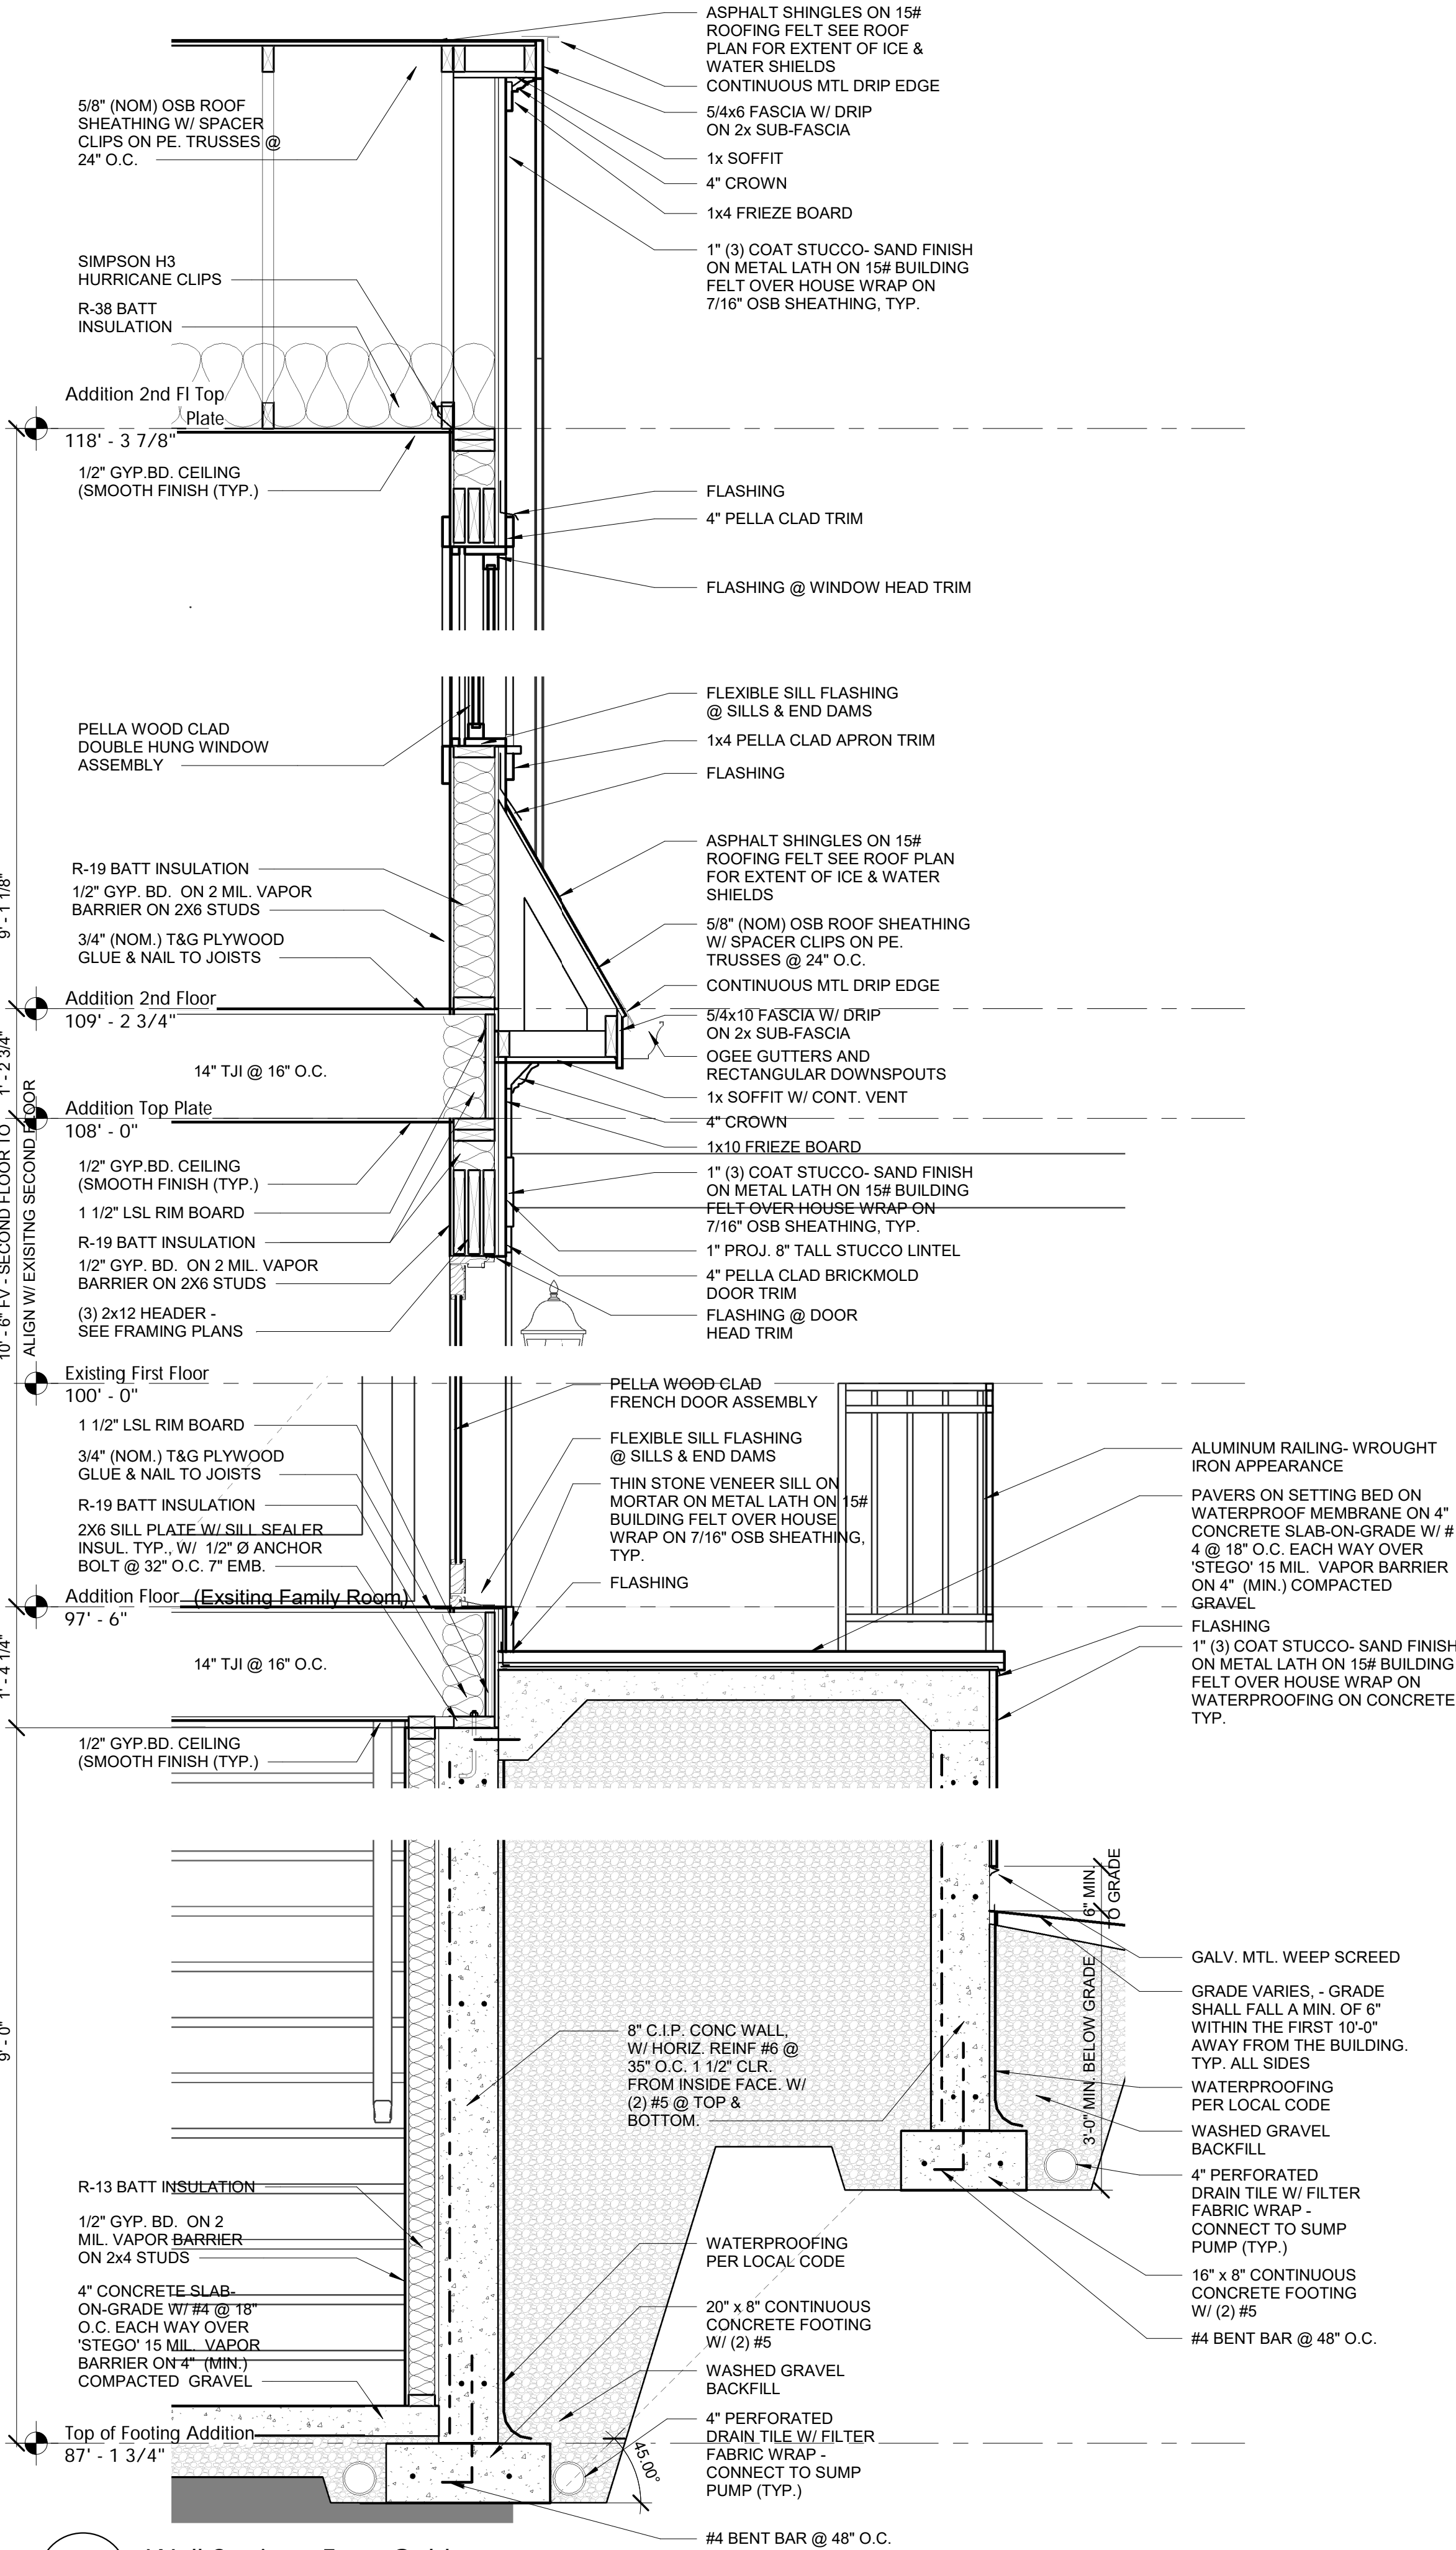 ASPHALT SHINGLES ON 15#
ROOFING FELT SEE ROOF
PLAN FOR EXTENT OF ICE &
WATER SHIELDS
CONTINUOUS MTL DRIP EDGE
5/4x6 FASCIA W/ DRIP
ON 2x SUB-FASCIA
1x SOFFIT
4" CROWN
1x4 FRIEZE BOARD
1" (3) COAT STUCCO- SAND FINISH
ON METAL LATH ON 15# BUILDING
FELT OVER HOUSE WRAP ON
7/16" OSB SHEATHING, TYP.
5/8" (NOM) OSB ROOF
SHEATHING W/ SPACER
CLIPS ON PE. TRUSSES @
24" O.C.
SIMPSON H3
HURRICANE CLIPS
R-38 BATT
INSULATION
Addition 2nd Fl Top
Plate
118' - 3 7/8"
1/2" GYP.BD. CEILING
(SMOOTH FINISH (TYP.)
FLASHING
4" PELLA CLAD TRIM
FLASHING @ WINDOW HEAD TRIM
PELLA WOOD CLAD
DOUBLE HUNG WINDOW
ASSEMBLY
FLEXIBLE SILL FLASHING
@ SILLS & END DAMS
1x4 PELLA CLAD APRON TRIM
FLASHING
ASPHALT SHINGLES ON 15#
ROOFING FELT SEE ROOF PLAN
FOR EXTENT OF ICE & WATER
SHIELDS
5/8" (NOM) OSB ROOF SHEATHING
W/ SPACER CLIPS ON PE.
TRUSSES @ 24" O.C.
CONTINUOUS MTL DRIP EDGE
5/4x10 FASCIA W/ DRIP
ON 2x SUB-FASCIA
OGEE GUTTERS AND
RECTANGULAR DOWNSPOUTS
1x SOFFIT W/ CONT. VENT
4" CROWN
1x10 FRIEZE BOARD
1" (3) COAT STUCCO- SAND FINISH
ON METAL LATH ON 15# BUILDING
FELT OVER HOUSE WRAP ON
7/16" OSB SHEATHING, TYP.
1" PROJ. 8" TALL STUCCO LINTEL
4" PELLA CLAD BRICKMOLD
DOOR TRIM
FLASHING @ DOOR
HEAD TRIM
R-19 BATT INSULATION
1/2" GYP. BD. ON 2 MIL. VAPOR
BARRIER ON 2X6 STUDS
3/4" (NOM.) T&G PLYWOOD
GLUE & NAIL TO JOISTS
9' - 1 1/8"
Addition 2nd Floor
109' - 2 3/4"
14" TJI @ 16" O.C.
1' - 2 3/4"
Addition Top Plate
108' - 0"
1/2" GYP.BD. CEILING
(SMOOTH FINISH (TYP.)
1 1/2" LSL RIM BOARD
R-19 BATT INSULATION
1/2" GYP. BD. ON 2 MIL. VAPOR
BARRIER ON 2X6 STUDS
(3) 2x12 HEADER -
SEE FRAMING PLANS
10' - 6" FV - SECOND FLOOR TO
ALIGN W/ EXISITING SECOND FLOOR
Existing First Floor
100' - 0"
1 1/2" LSL RIM BOARD
3/4" (NOM.) T&G PLYWOOD
GLUE & NAIL TO JOISTS
R-19 BATT INSULATION
2X6 SILL PLATE W/ SILL SEALER
INSUL. TYP., W/ 1/2" Ø ANCHOR
BOLT @ 32" O.C. 7" EMB.
Addition Floor (Exsiting Family Room)
97' - 6"
14" TJI @ 16" O.C.
1' - 4 1/4"
1/2" GYP.BD. CEILING
(SMOOTH FINISH (TYP.)
PELLA WOOD CLAD
FRENCH DOOR ASSEMBLY
FLEXIBLE SILL FLASHING
@ SILLS & END DAMS
THIN STONE VENEER SILL ON
MORTAR ON METAL LATH ON 15#
BUILDING FELT OVER HOUSE
WRAP ON 7/16" OSB SHEATHING,
TYP.
FLASHING
ALUMINUM RAILING- WROUGHT
IRON APPEARANCE
PAVERS ON SETTING BED ON
WATERPROOF MEMBRANE ON 4"
CONCRETE SLAB-ON-GRADE W/ #
4 @ 18" O.C. EACH WAY OVER
'STEGO' 15 MIL. VAPOR BARRIER
ON 4" (MIN.) COMPACTED
GRAVEL
FLASHING
1" (3) COAT STUCCO- SAND FINISH
ON METAL LATH ON 15# BUILDING
FELT OVER HOUSE WRAP ON
WATERPROOFING ON CONCRETE
TYP.
6" MIN.
TO GRADE
3'-0" MIN. BELOW GRADE
GALV. MTL. WEEP SCREED
GRADE VARIES, - GRADE
SHALL FALL A MIN. OF 6"
WITHIN THE FIRST 10'-0"
AWAY FROM THE BUILDING.
TYP. ALL SIDES
WATERPROOFING
PER LOCAL CODE
WASHED GRAVEL
BACKFILL
4" PERFORATED
DRAIN TILE W/ FILTER
FABRIC WRAP -
CONNECT TO SUMP
PUMP (TYP.)
16" x 8" CONTINUOUS
CONCRETE FOOTING
W/ (2) #5
#4 BENT BAR @ 48" O.C.
8" C.I.P. CONC WALL,
W/ HORIZ. REINF #6 @
35" O.C. 1 1/2" CLR.
FROM INSIDE FACE. W/
(2) #5 @ TOP &
BOTTOM.
9' - 0"
R-13 BATT INSULATION
1/2" GYP. BD. ON 2
MIL. VAPOR BARRIER
ON 2x4 STUDS
4" CONCRETE SLAB-
ON-GRADE W/ #4 @ 18"
O.C. EACH WAY OVER
'STEGO' 15 MIL. VAPOR
BARRIER ON 4" (MIN.)
COMPACTED GRAVEL
Top of Footing Addition
87' - 1 3/4"
WATERPROOFING
PER LOCAL CODE
20" x 8" CONTINUOUS
CONCRETE FOOTING
W/ (2) #5
WASHED GRAVEL
BACKFILL
4" PERFORATED
DRAIN TILE W/ FILTER
FABRIC WRAP -
CONNECT TO SUMP
PUMP (TYP.)
45.00°
#4 BENT BAR @ 48" O.C.